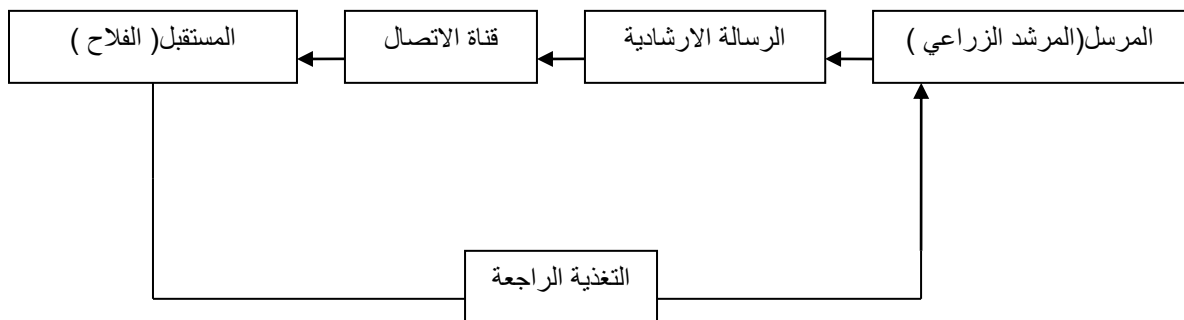 المرسل(المرشد الزراعي )
الرسالة الارشادية
قناة الاتصال
المستقبل( الفلاح )
التغذية الراجعة